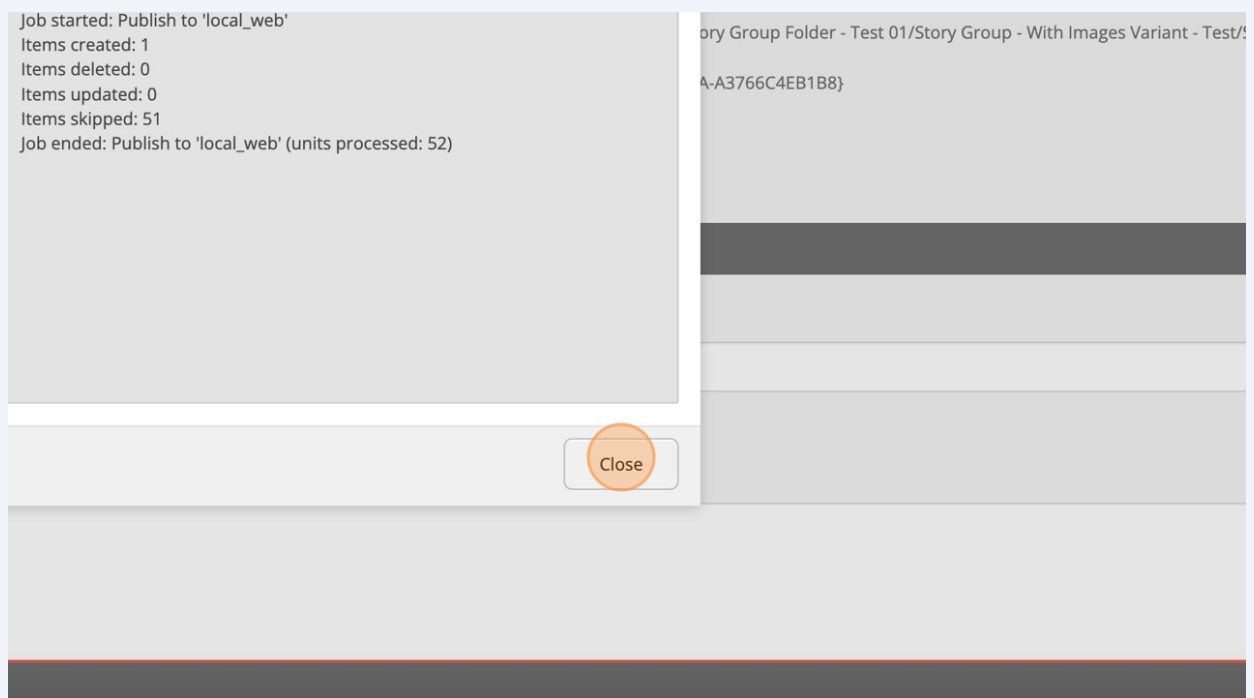 Job started: Publish to 'local_web'
Items created: 1
Items deleted: 0
Items updated: 0
Items skipped: 51
Job ended: Publish to 'local_web' (units processed: 52)
ory Group Folder - Test 01/Story Group - With Images Variant - Test/S
A-A3766C4EB1B8}
Close